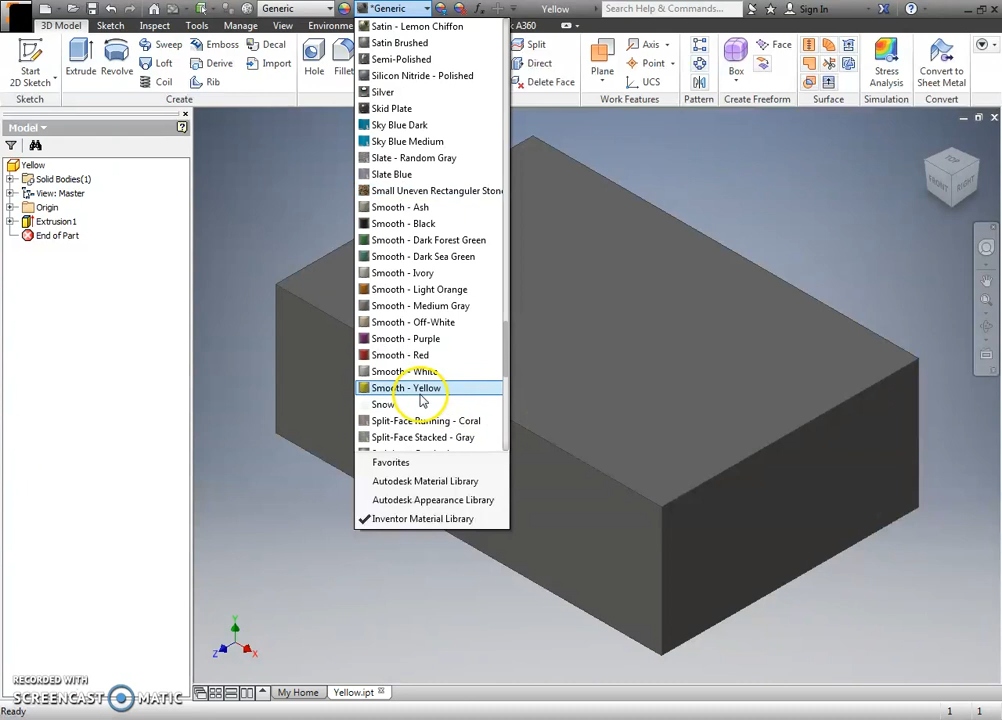 Generic
*Generic
Yellow
Search Help & Commands...
Sign In
3D Model
Sketch
Inspect
Tools
Manage
View
A360
Start
2D Sketch
Sketch
Extrude
Revolve
Sweep
Loft
Coil
Emboss
Derive
Rib
Decal
Import
Create
Hole
Split
Direct
Delete Face
Plane
Axis
Point
UCS
Work Features
Pattern
Box
Face
Create Freeform
Surface
Stress
Analysis
Simulation
Convert to
Sheet Metal
Convert
Model
Yellow
Solid Bodies(1)
View: Master
Origin
Extrusion1
End of Part
Satin - Lemon Chiffon
Satin Brushed
Semi-Polished
Silicon Nitride - Polished
Silver
Skid Plate
Sky Blue Dark
Sky Blue Medium
Slate - Random Gray
Slate Blue
Small Uneven Rectanguler Ston
Smooth - Ash
Smooth - Black
Smooth - Dark Forest Green
Smooth - Dark Sea Green
Smooth - Ivory
Smooth - Light Orange
Smooth - Medium Gray
Smooth - Off-White
Smooth - Purple
Smooth - Red
Smooth - White
Smooth - Yellow
Snow
Split-Face Running - Coral
Split-Face Stacked - Gray
Favorites
Autodesk Material Library
Autodesk Appearance Library
Inventor Material Library
TOP
FRONT
RIGHT
Y
Z
X
RECORDED WITH
SCREENCAST MATIC
My Home
Yellow.ipt
Ready
1
1